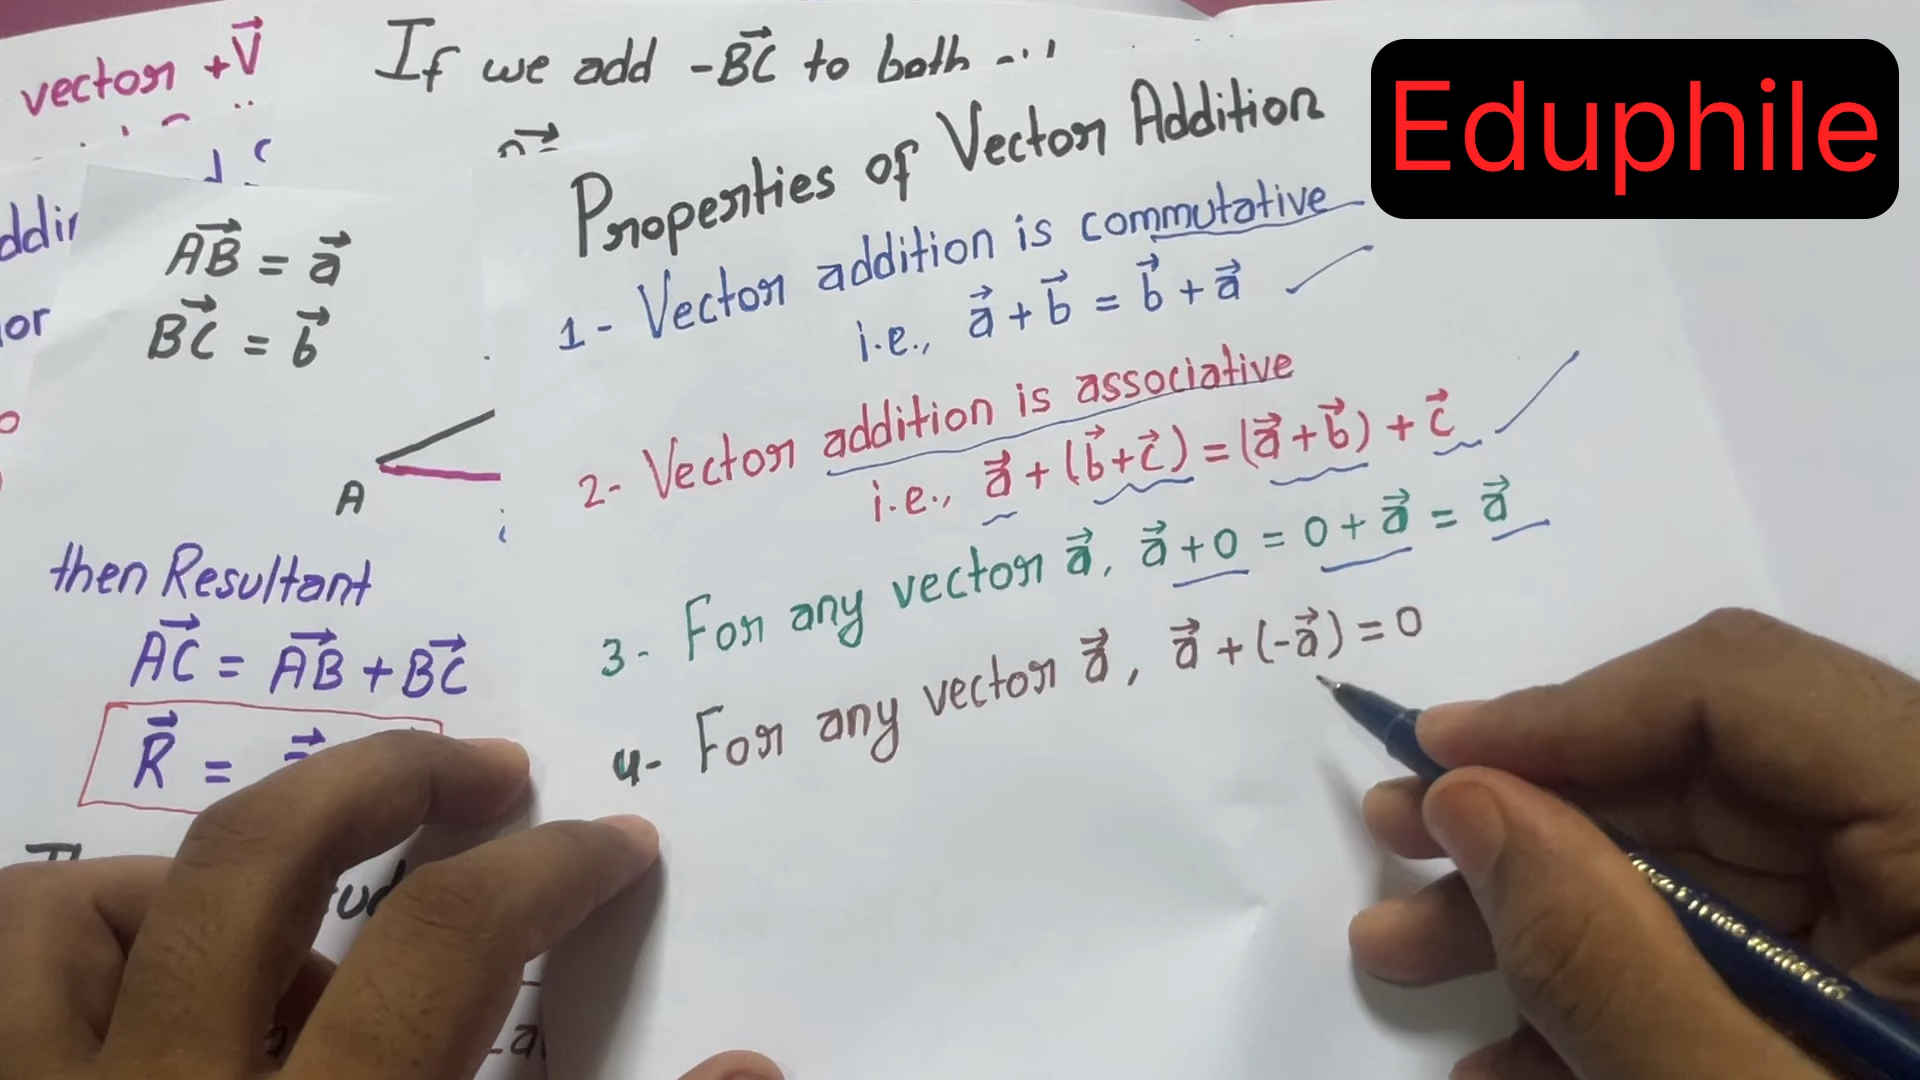 vector +V⃗
If we add -BC⃗ to both ...
Eduphile
Properties of Vector Addition
1- Vector addition is commutative
i.e., a⃗ + b⃗ = b⃗ + a⃗
2- Vector addition is associative
i.e., a⃗ + (b⃗ + c⃗) = (a⃗ + b⃗) + c⃗
3- For any vector a⃗, a⃗ + 0 = 0 + a⃗ = a⃗
4- For any vector a⃗, a⃗ + (-a⃗) = 0
AB⃗ = a⃗
BC⃗ = b⃗
A
then Resultant
AC⃗ = AB⃗ + BC⃗
R⃗ =